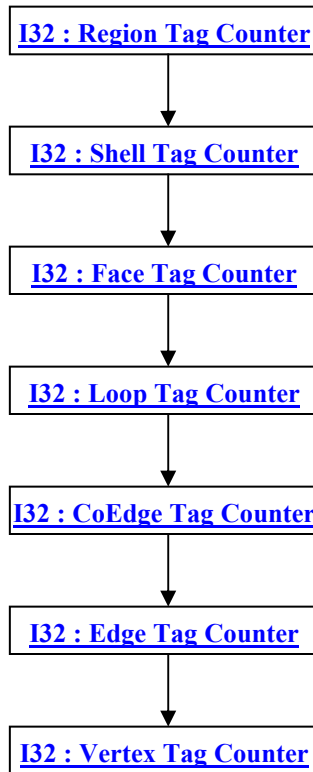 I32 : Region Tag Counter
I32 : Shell Tag Counter
I32 : Face Tag Counter
I32 : Loop Tag Counter
I32 : CoEdge Tag Counter
I32 : Edge Tag Counter
I32 : Vertex Tag Counter